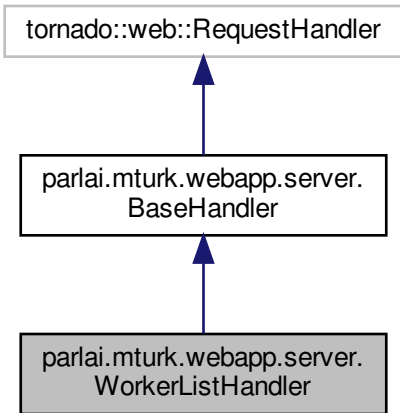 tornado::web::RequestHandler
parlai.mturk.webapp.server.
BaseHandler
parlai.mturk.webapp.server.
WorkerListHandler